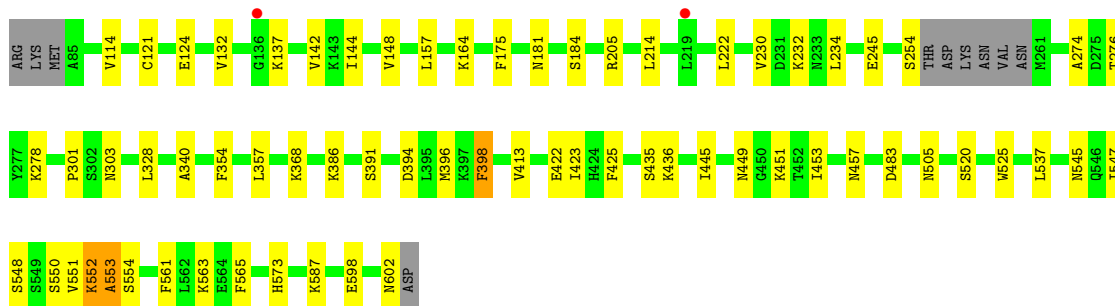 ARG LYS MET A85 V114 C121 E124 V132 G136 K137 V142 K143 I144 V148 L157 K164 F175 N181 S184 R205 L214 L219 L222 V230 D231 K232 N233 L234 E245 S254 THR ASP LYS ASN VAL ASN M261 A274 D275 T276
Y277 K278 P301 S302 N303 L328 A340 F354 L357 K368 K386 S391 D394 L395 M396 K397 F398 V413 E422 I423 H424 F425 S435 K436 I445 N449 G450 K451 T452 I453 N457 D483 N505 S520 W525 L537 N545 Q546 I547
S548 S549 S550 V551 K552 A553 S554 F561 L562 K563 E564 F565 H573 K587 E598 N602 ASP